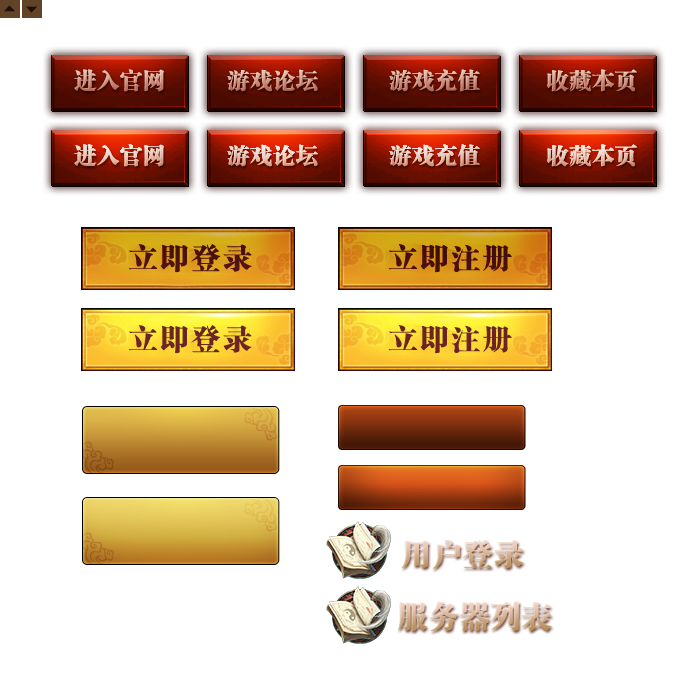 进入官网 游戏论坛 游戏充值 收藏本页
进入官网 游戏论坛 游戏充值 收藏本页
立即登录 立即注册
立即登录 立即注册
用户登录
服务器列表